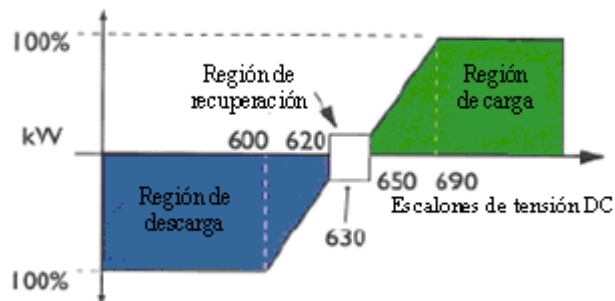 100%
Región de
recuperación
Región
de carga
kW
600 620
650 690
Escalones de tensión DC
Región de
descarga
630
100%